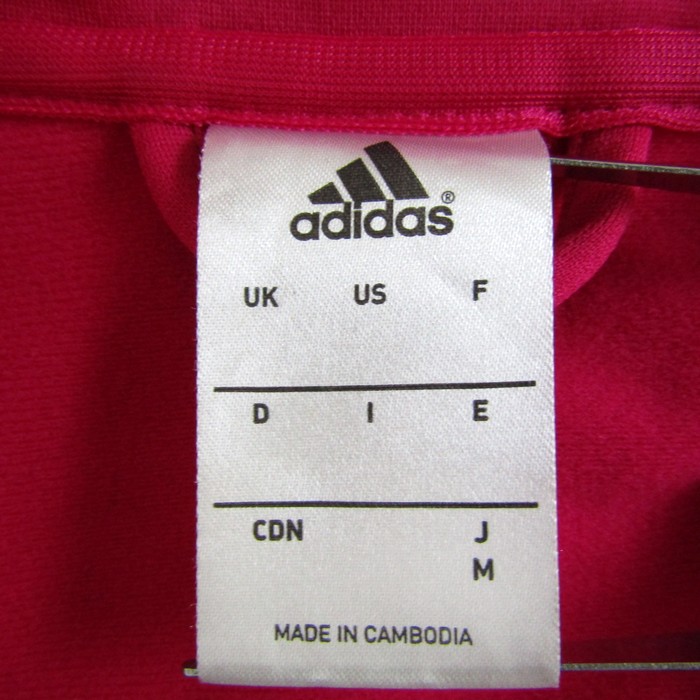 adidas®
UK US F
D I E
CDN J
M
MADE IN CAMBODIA